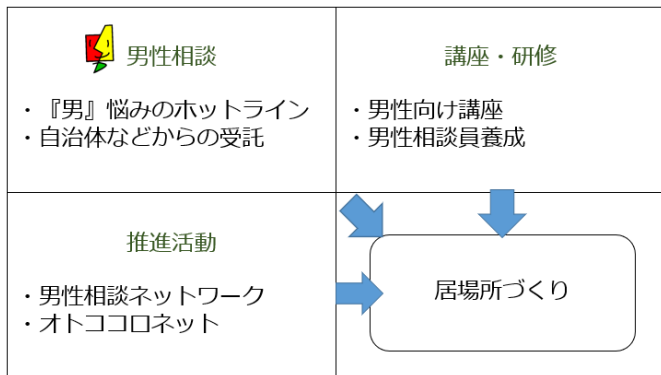 男性相談
・『男』悩みのホットライン
・自治体などからの受託
講座・研修
・男性向け講座
・男性相談員養成
推進活動
・男性相談ネットワーク
・オトココロネット
居場所づくり